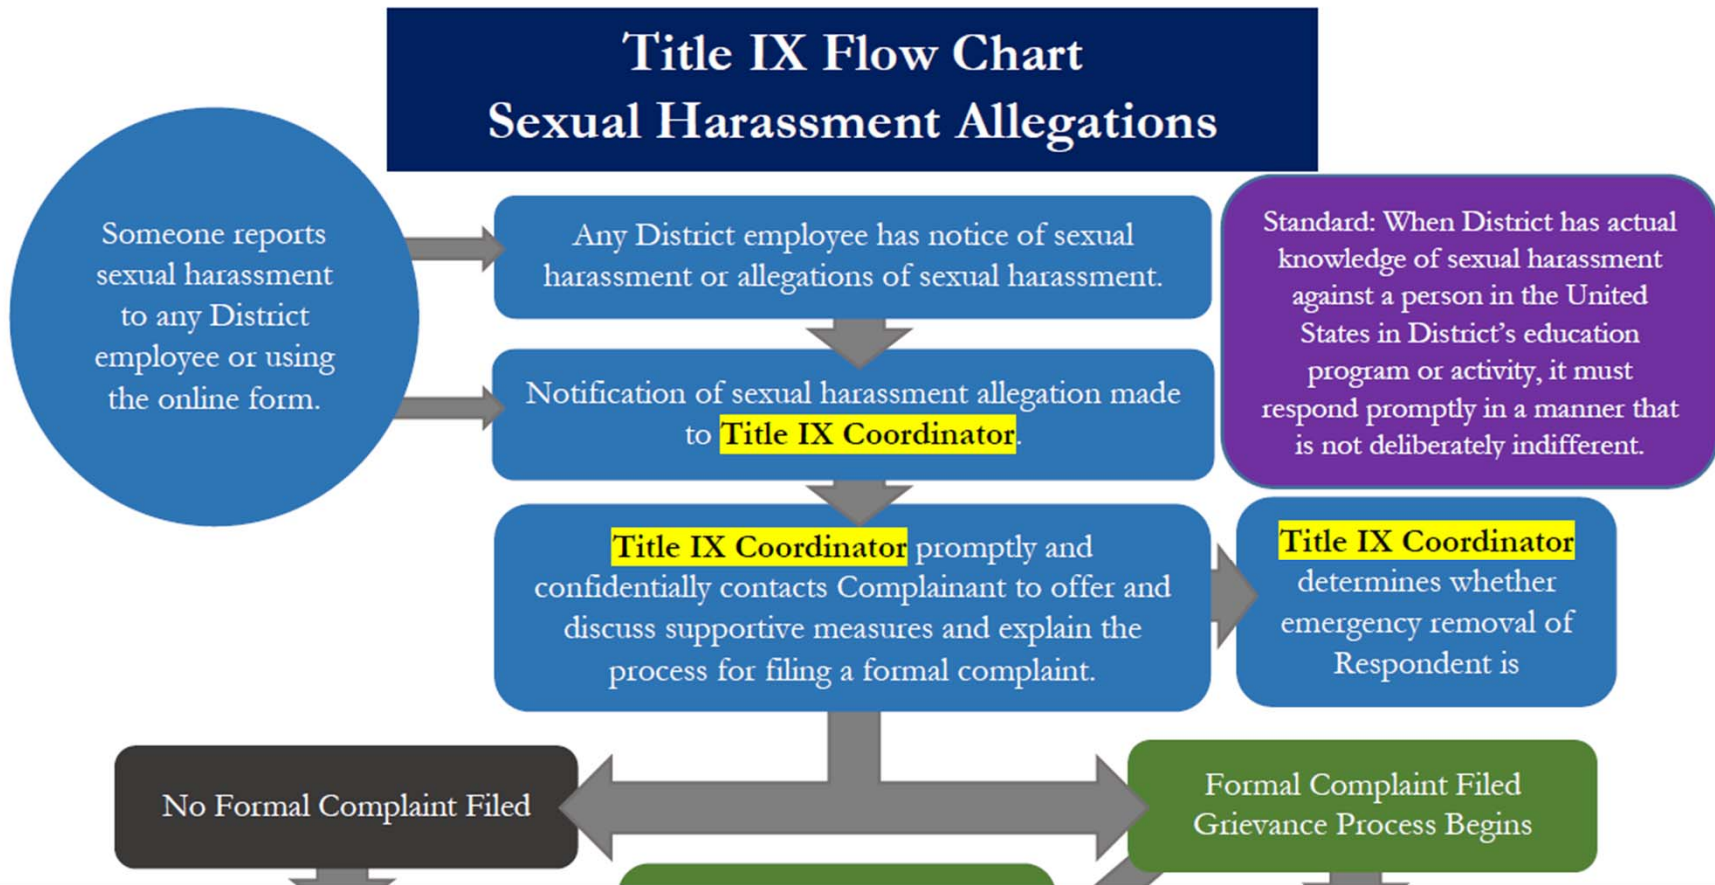 Title IX Flow Chart
Sexual Harassment Allegations
Someone reports
sexual harassment
to any District
employee or using
the online form.
Any District employee has notice of sexual
harassment or allegations of sexual harassment.
Standard: When District has actual
knowledge of sexual harassment
against a person in the United
States in District’s education
program or activity, it must
respond promptly in a manner that
is not deliberately indifferent.
Notification of sexual harassment allegation made
to Title IX Coordinator.
Title IX Coordinator promptly and
confidentially contacts Complainant to offer and
discuss supportive measures and explain the
process for filing a formal complaint.
Title IX Coordinator
determines whether
emergency removal of
Respondent is
No Formal Complaint Filed
Formal Complaint Filed
Grievance Process Begins